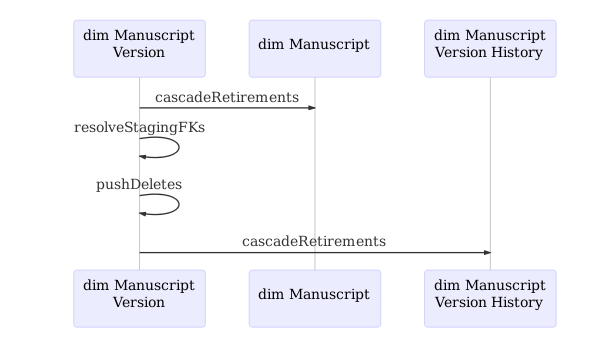 dim Manuscript
Version
dim Manuscript
dim Manuscript
Version History
cascadeRetirements
resolveStagingFKs
pushDeletes
cascadeRetirements
dim Manuscript
Version
dim Manuscript
dim Manuscript
Version History